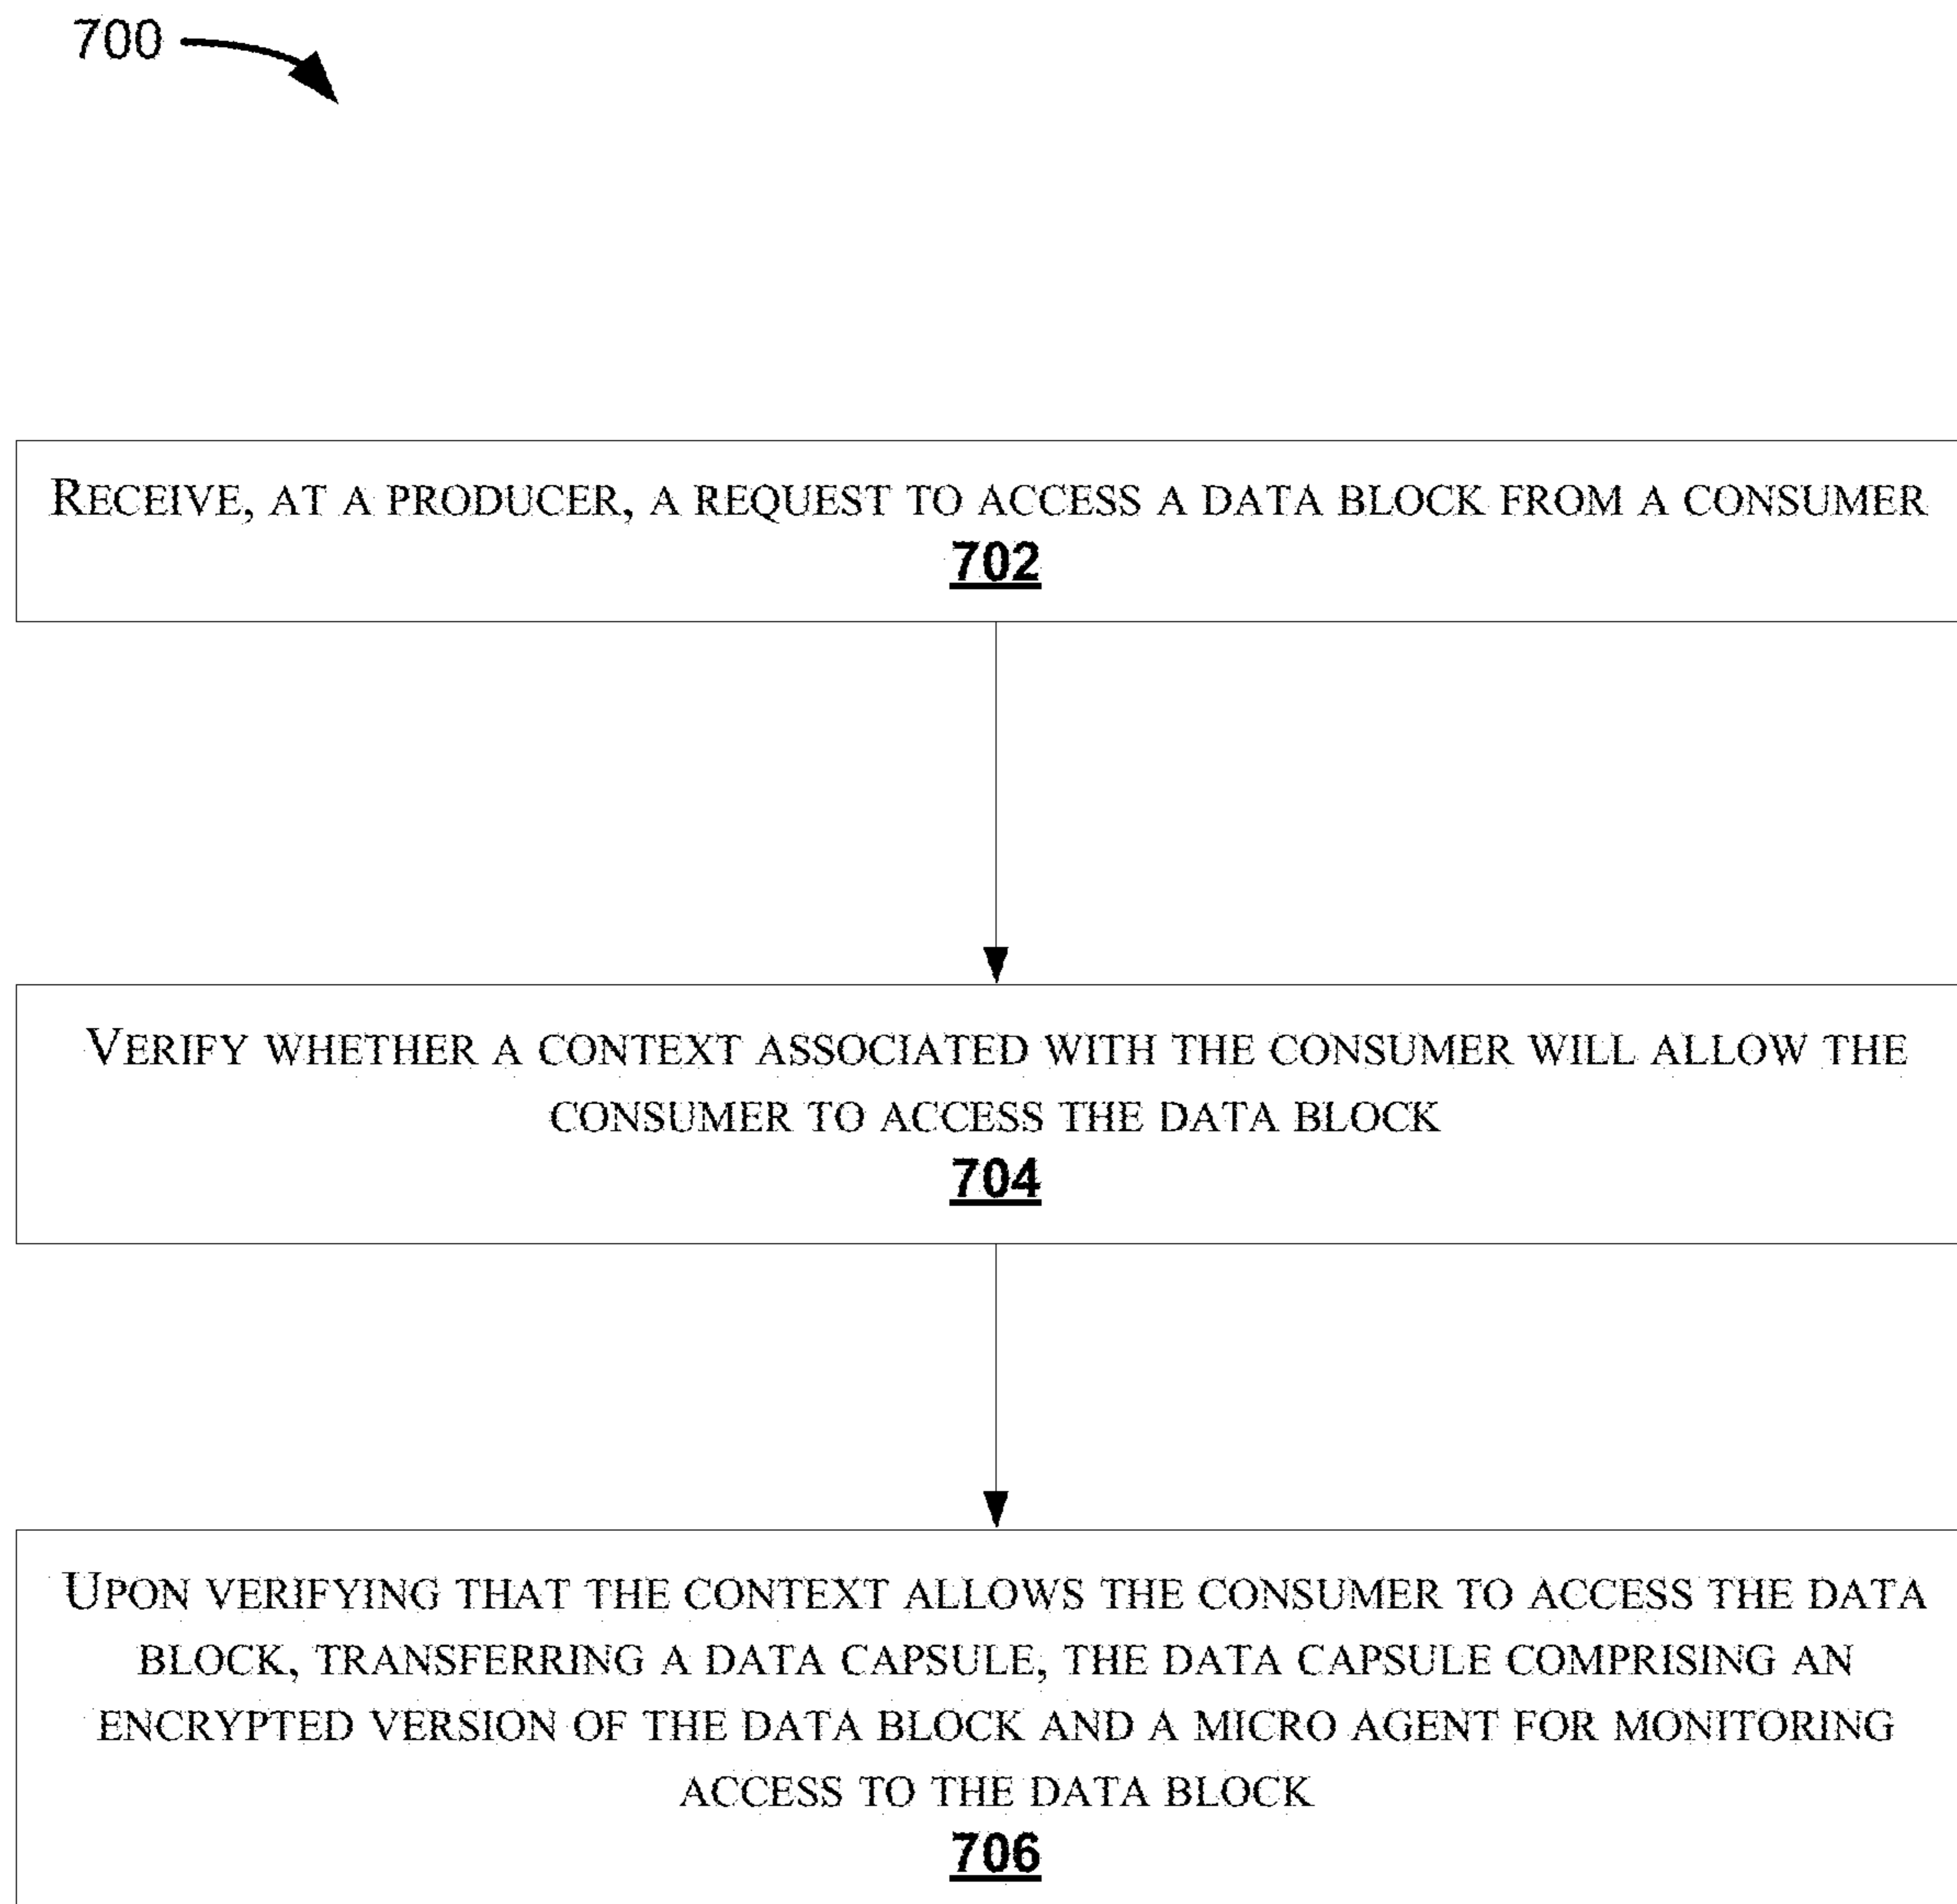 700
RECEIVE, AT A PRODUCER, A REQUEST TO ACCESS A DATA BLOCK FROM A CONSUMER
702
VERIFY WHETHER A CONTEXT ASSOCIATED WITH THE CONSUMER WILL ALLOW THE
CONSUMER TO ACCESS THE DATA BLOCK
704
UPON VERIFYING THAT THE CONTEXT ALLOWS THE CONSUMER TO ACCESS THE DATA
BLOCK, TRANSFERRING A DATA CAPSULE, THE DATA CAPSULE COMPRISING AN
ENCRYPTED VERSION OF THE DATA BLOCK AND A MICRO AGENT FOR MONITORING
ACCESS TO THE DATA BLOCK
706